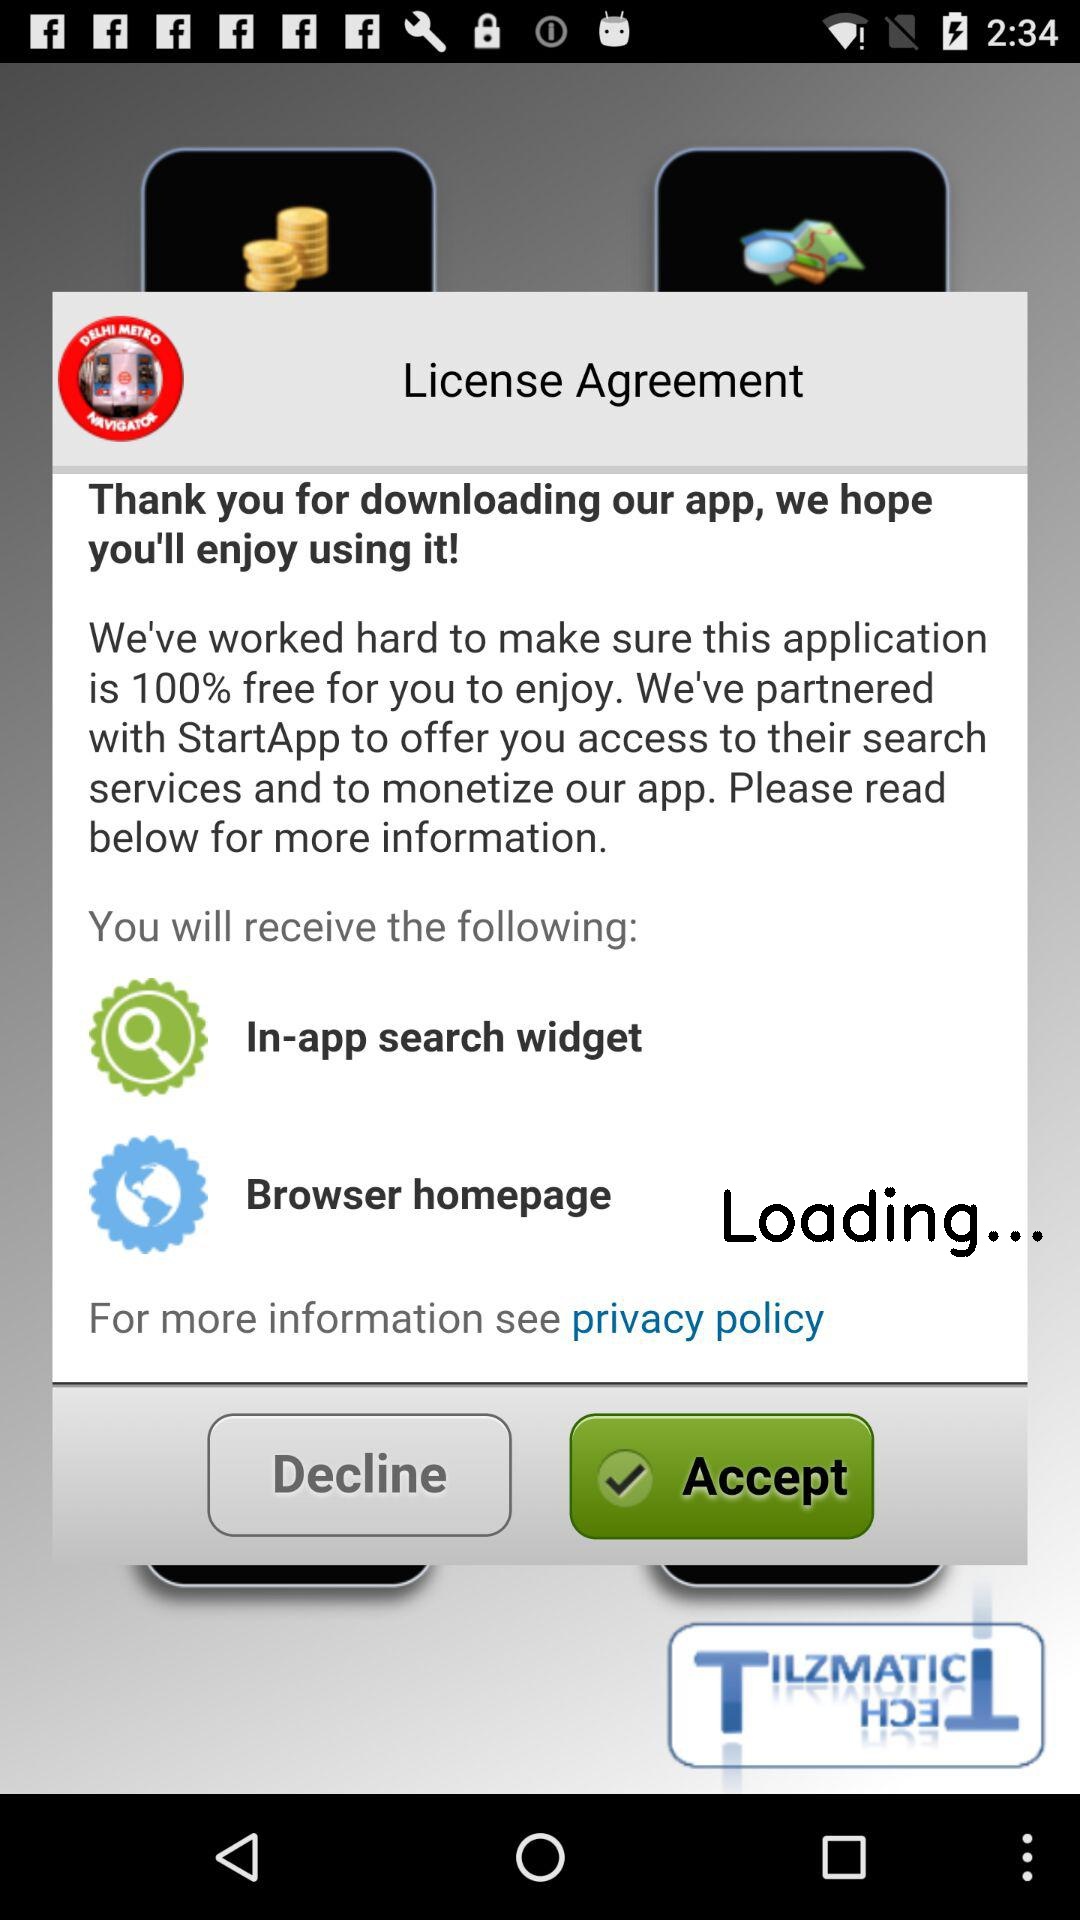 2:34
DELHI METRO
NAVIGATOR
License Agreement
Thank you for downloading our app, we hope
you'll enjoy using it!
We've worked hard to make sure this application
is 100% free for you to enjoy. We've partnered
with StartApp to offer you access to their search
services and to monetize our app. Please read
below for more information.
You will receive the following:
In-app search widget
Browser homepage
Loading...
For more information see privacy policy
Decline
Accept
TILZMATIC
TECH